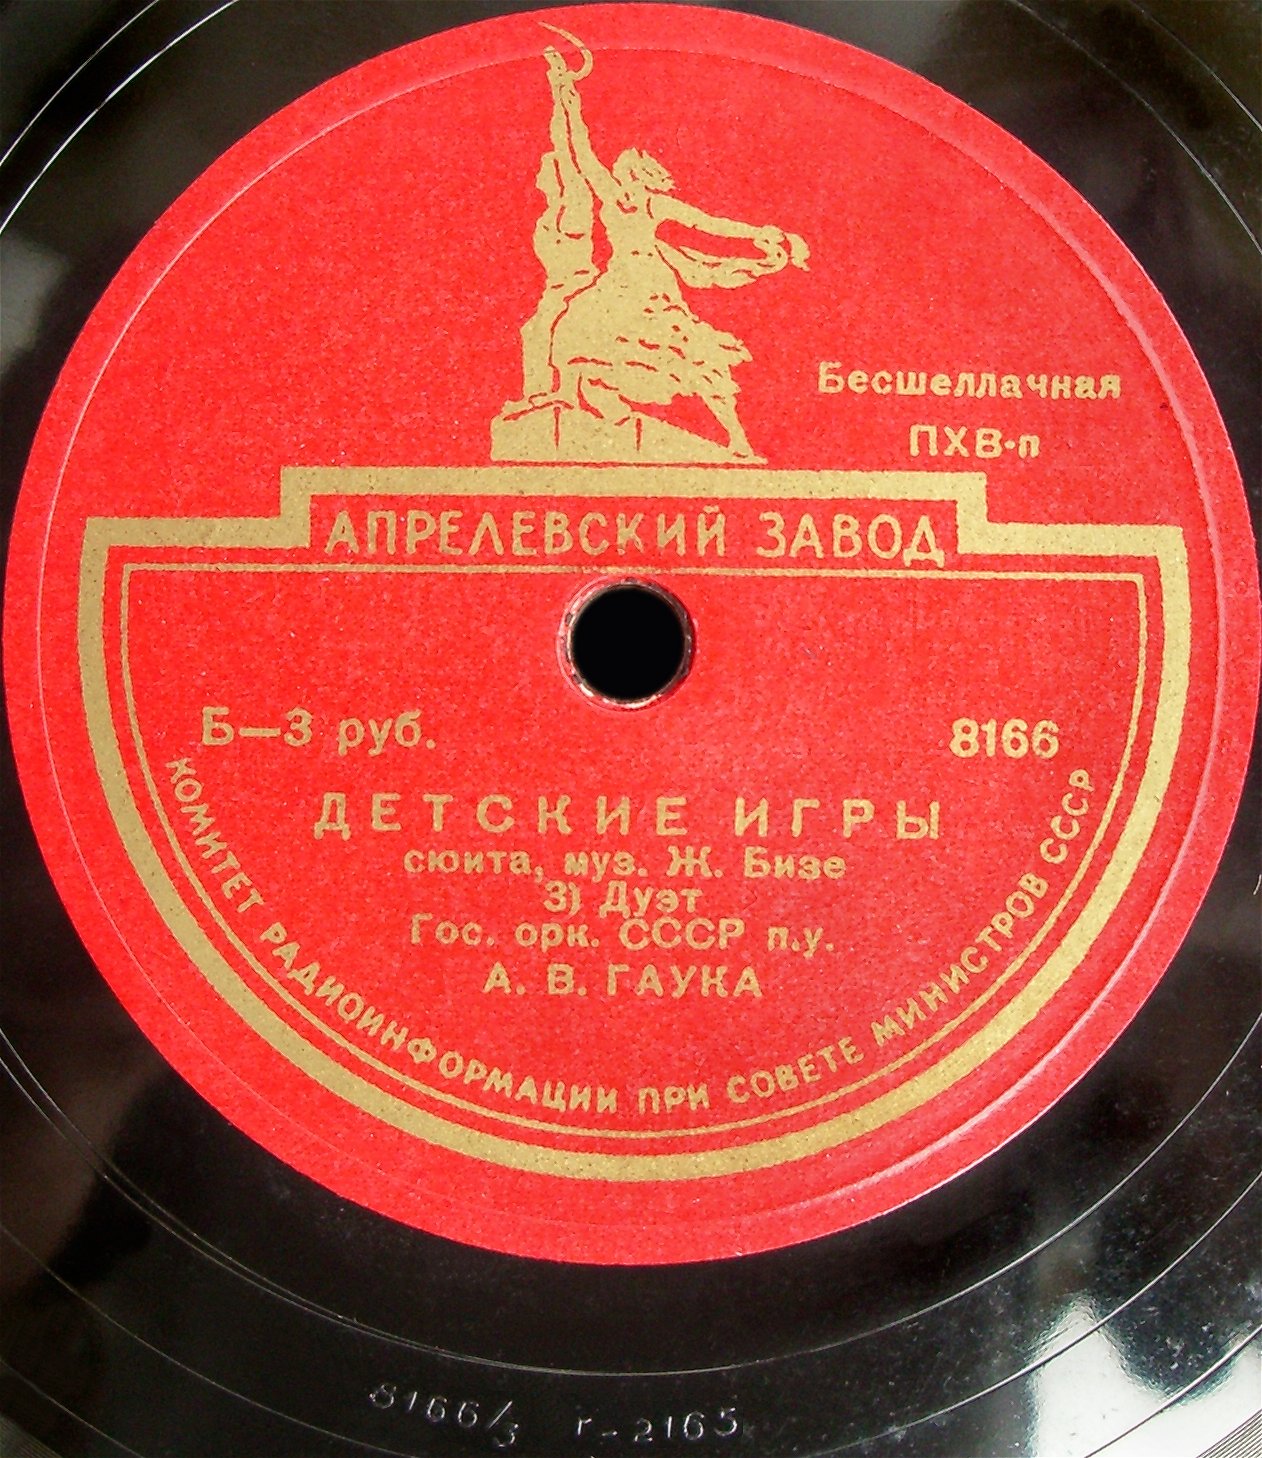 Бесшеллачная
ПХВ-п
АПРЕЛЕВСКИЙ ЗАВОД
Б—3 руб.
8166
ДЕТСКИЕ ИГРЫ
сюита, муз. Ж. Бизе
3) Дуэт
Гос. орк. СССР п.у.
А. В. ГАУКА
КОМИТЕТ РАДИОИНФОРМАЦИИ ПРИ СОВЕТЕ МИНИСТРОВ СССР
8166/3 г-2165